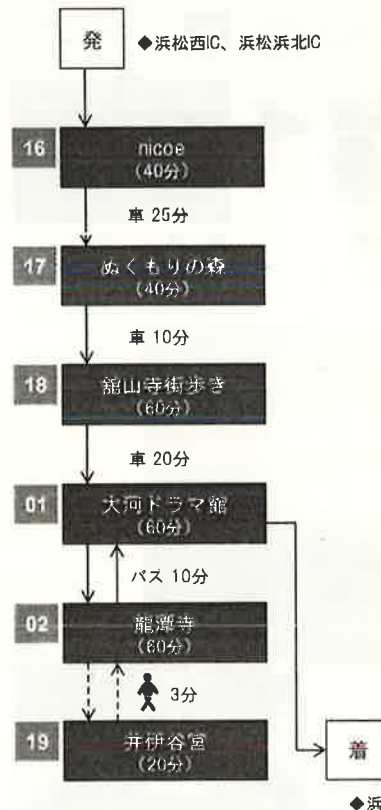 発
◆浜松西IC、浜松浜北IC
16
nicoe
(40分)
車 25分
17
ぬくもりの森
(40分)
車 10分
18
舘山寺街歩き
(60分)
車 20分
01
大河ドラマ館
(60分)
バス 10分
02
龍潭寺
(60分)
3分
19
井伊谷宮
(20分)
着
◆浜